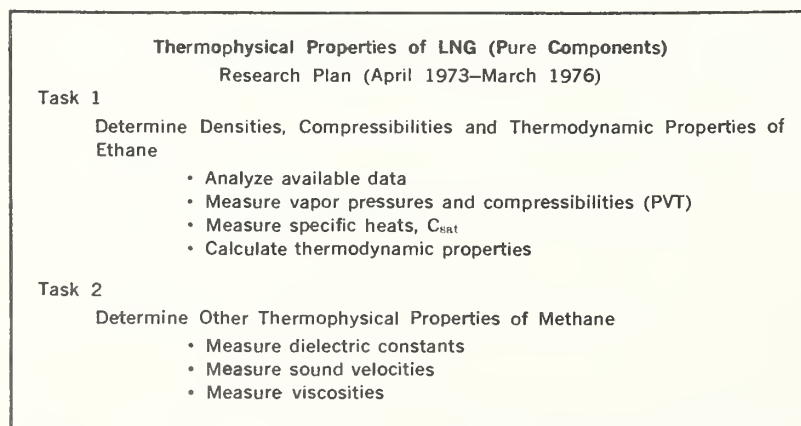 Thermophysical Properties of LNG (Pure Components)
Research Plan (April 1973–March 1976)
Task 1
Determine Densities, Compressibilities and Thermodynamic Properties of
Ethane
• Analyze available data
• Measure vapor pressures and compressibilities (PVT)
• Measure specific heats, Csat
• Calculate thermodynamic properties
Task 2
Determine Other Thermophysical Properties of Methane
• Measure dielectric constants
• Measure sound velocities
• Measure viscosities